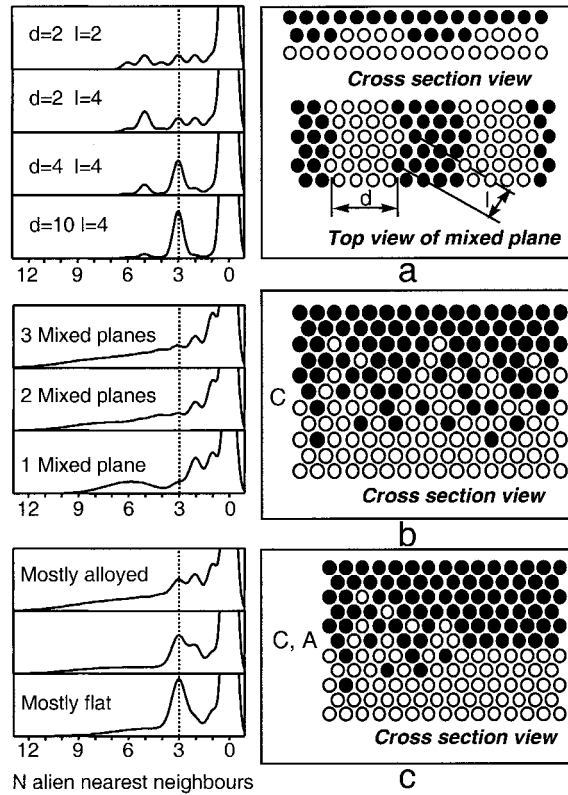 d=2 l=2
d=2 l=4
d=4 l=4
d=10 l=4
12 9 6 3 0
Cross section view
d
l
Top view of mixed plane
a
3 Mixed planes
2 Mixed planes
1 Mixed plane
12 9 6 3 0
C
Cross section view
b
Mostly alloyed
Mostly flat
12 9 6 3 0
N alien nearest neighbours
C, A
Cross section view
c